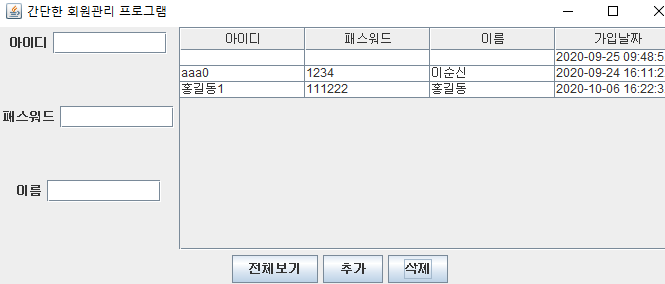 간단한 회원관리 프로그램
아이디
패스워드
이름
아이디 패스워드 이름 가입날짜
2020-09-25 09:48:5
aaa0 1234 이순신 2020-09-24 16:11:2
홍길동1 111222 홍길동 2020-10-06 16:22:3
전체보기 추가 삭제